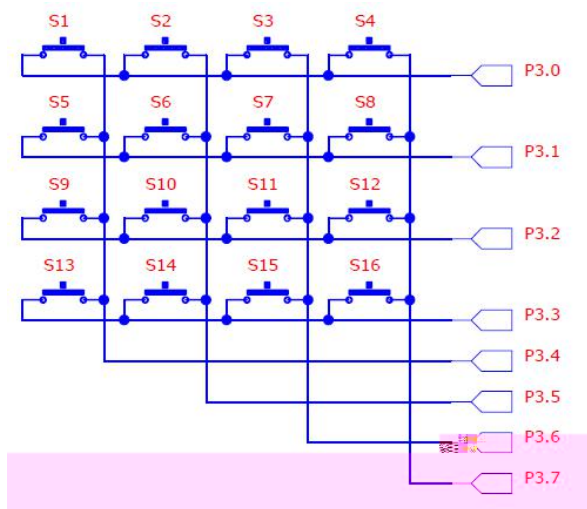 S1 S2 S3 S4
P3.0
S5 S6 S7 S8
P3.1
S9 S10 S11 S12
P3.2
S13 S14 S15 S16
P3.3
P3.4
P3.5
P3.6
P3.7